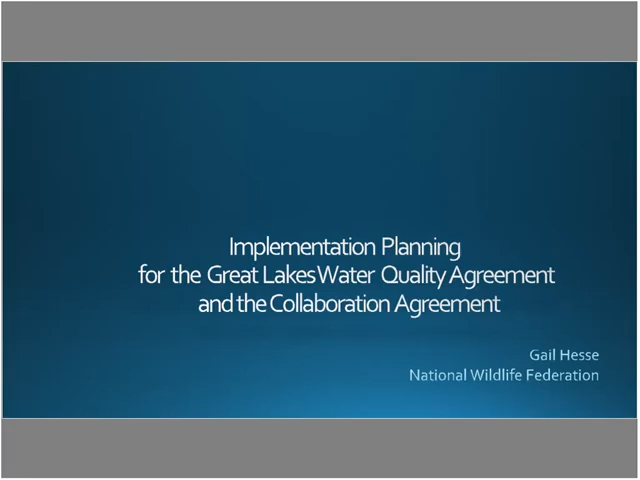 Implementation Planning
for the Great Lakes Water Quality Agreement
and the Collaboration Agreement
Gail Hesse
National Wildlife Federation